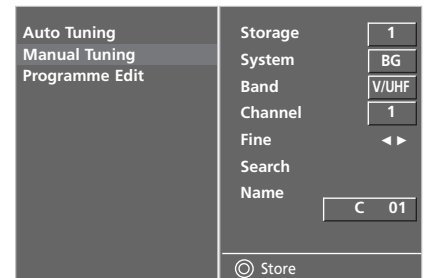 Auto Tuning
Manual Tuning
Programme Edit
Storage 1
System BG
Band V/UHF
Channel 1
Fine ◄►
Search
Name
C 01
Store